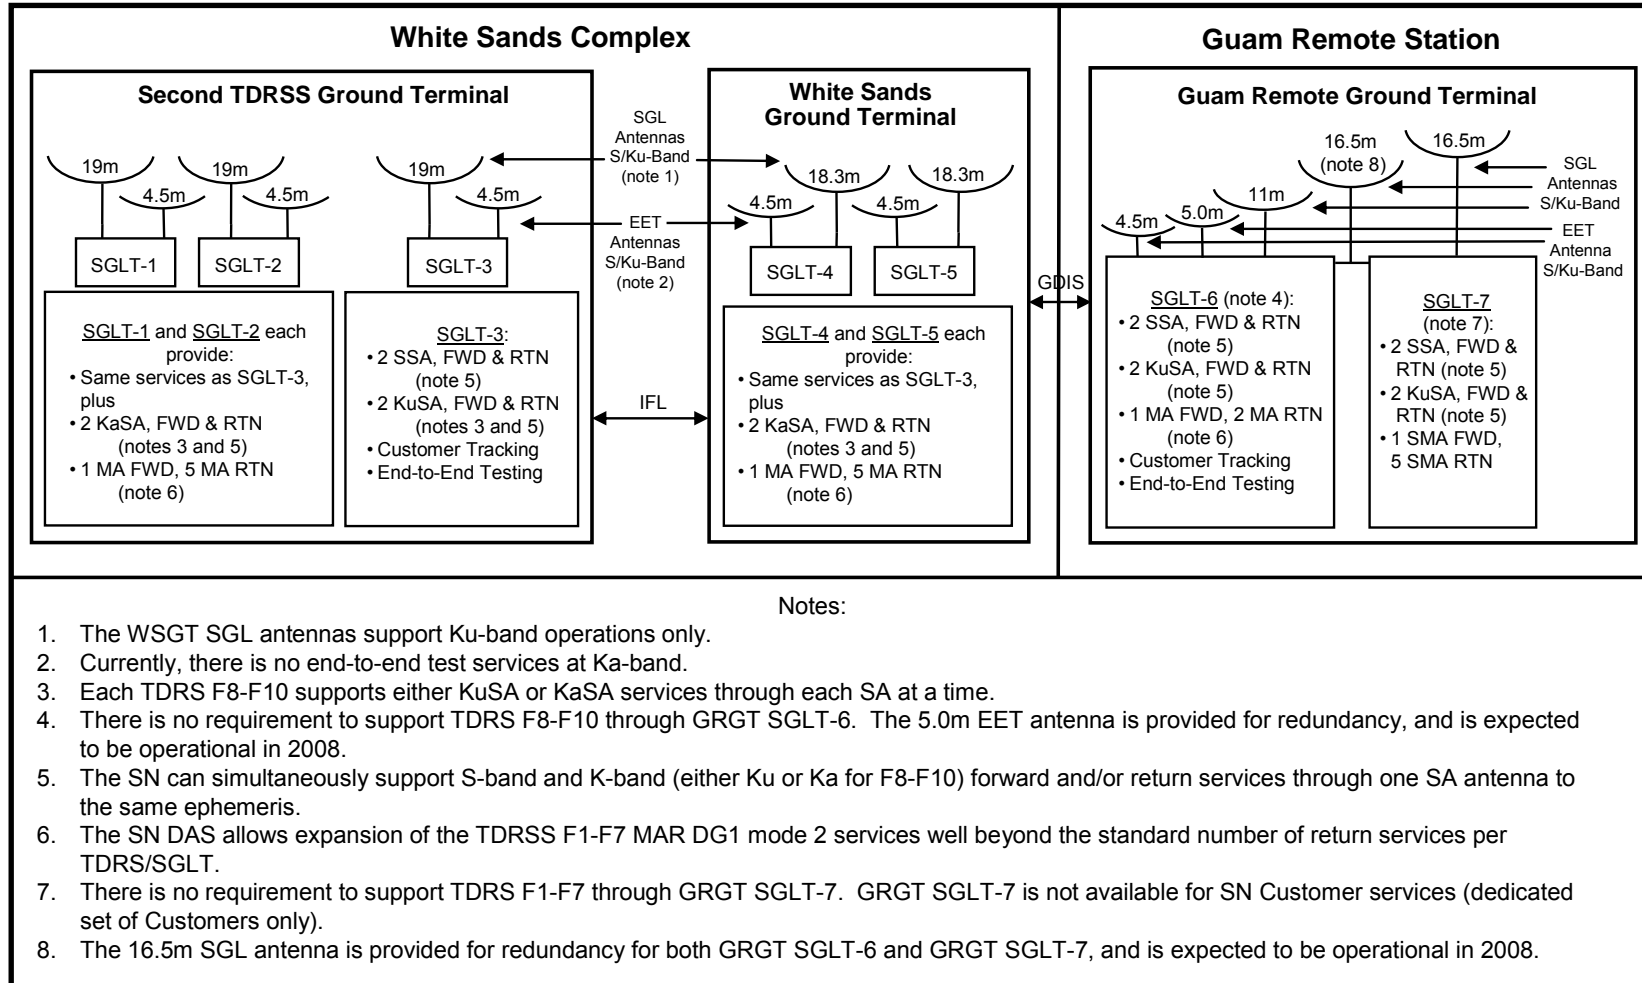 White Sands Complex
Second TDRSS Ground Terminal
19m
4.5m
19m
4.5m
19m
4.5m
SGLT-1
SGLT-2
SGLT-3
SGLT-1 and SGLT-2 each
provide:
• Same services as SGLT-3,
plus
• 2 KaSA, FWD & RTN
(notes 3 and 5)
• 1 MA FWD, 5 MA RTN
(note 6)
SGLT-3:
• 2 SSA, FWD & RTN
(note 5)
• 2 KuSA, FWD & RTN
(notes 3 and 5)
• Customer Tracking
• End-to-End Testing
SGL
Antennas
S/Ku-Band
(note 1)
EET
Antennas
S/Ku-Band
(note 2)
IFL
White Sands
Ground Terminal
4.5m
18.3m
4.5m
18.3m
SGLT-4
SGLT-5
SGLT-4 and SGLT-5 each
provide:
• Same services as SGLT-3,
plus
• 2 KaSA, FWD & RTN
(notes 3 and 5)
• 1 MA FWD, 5 MA RTN
(note 6)
GDIS
Guam Remote Station
Guam Remote Ground Terminal
4.5m
5.0m
11m
16.5m
(note 8)
16.5m
SGL
Antennas
S/Ku-Band
EET
Antenna
S/Ku-Band
SGLT-6 (note 4):
• 2 SSA, FWD & RTN
(note 5)
• 2 KuSA, FWD & RTN
(note 5)
• 1 MA FWD, 2 MA RTN
(note 6)
• Customer Tracking
• End-to-End Testing
SGLT-7
(note 7):
• 2 SSA, FWD &
RTN (note 5)
• 2 KuSA, FWD &
RTN (note 5)
• 1 SMA FWD,
5 SMA RTN
Notes:
1. The WSGT SGL antennas support Ku-band operations only.
2. Currently, there is no end-to-end test services at Ka-band.
3. Each TDRS F8-F10 supports either KuSA or KaSA services through each SA at a time.
4. There is no requirement to support TDRS F8-F10 through GRGT SGLT-6. The 5.0m EET antenna is provided for redundancy, and is expected
to be operational in 2008.
5. The SN can simultaneously support S-band and K-band (either Ku or Ka for F8-F10) forward and/or return services through one SA antenna to
the same ephemeris.
6. The SN DAS allows expansion of the TDRSS F1-F7 MAR DG1 mode 2 services well beyond the standard number of return services per
TDRS/SGLT.
7. There is no requirement to support TDRS F1-F7 through GRGT SGLT-7. GRGT SGLT-7 is not available for SN Customer services (dedicated
set of Customers only).
8. The 16.5m SGL antenna is provided for redundancy for both GRGT SGLT-6 and GRGT SGLT-7, and is expected to be operational in 2008.